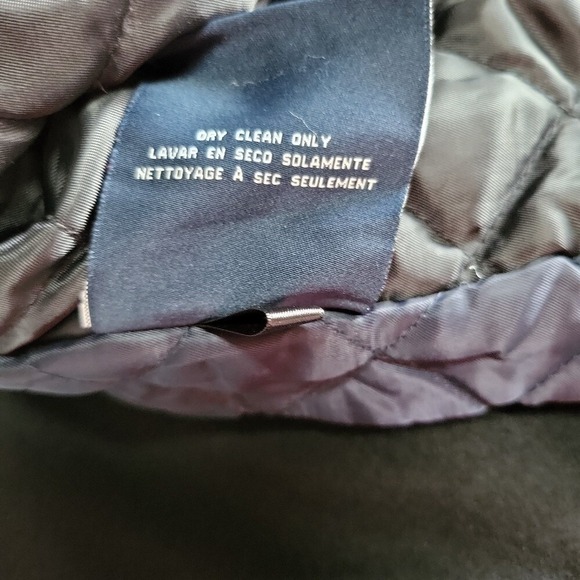 DRY CLEAN ONLY
LAVAR EN SECO SOLAMENTE
NETTOYAGE À SEC SEULEMENT